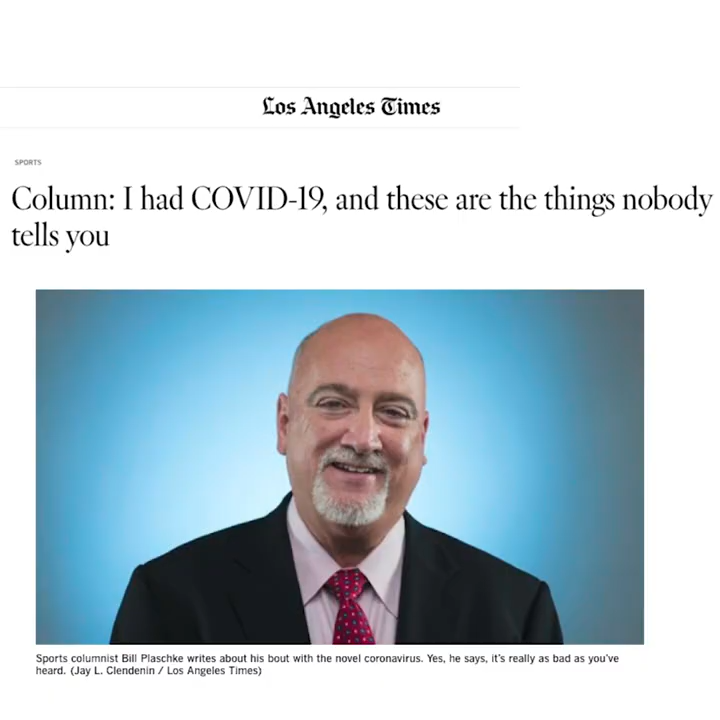 Los Angeles Times
SPORTS
Column: I had COVID-19, and these are the things nobody
tells you
Sports columnist Bill Plaschke writes about his bout with the novel coronavirus. Yes, he says, it's really as bad as you've
heard. (Jay L. Clendenin / Los Angeles Times)